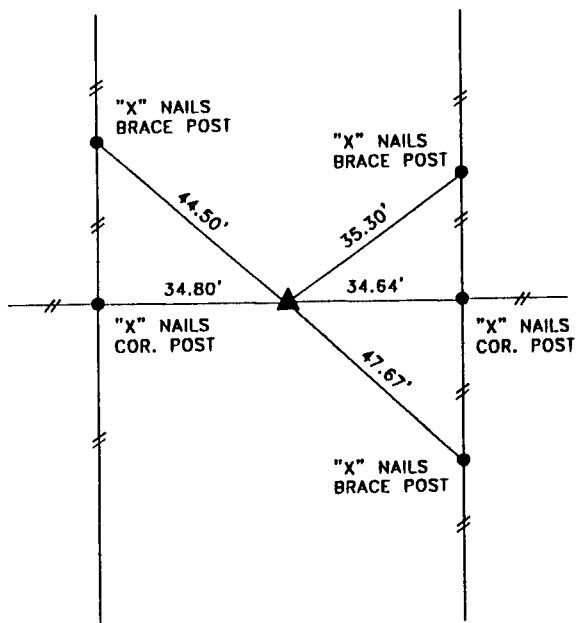 "X" NAILS
BRACE POST
"X" NAILS
BRACE POST
44.50'
35.30'
34.80'
34.64'
"X" NAILS
COR. POST
"X" NAILS
COR. POST
47.67'
"X" NAILS
BRACE POST